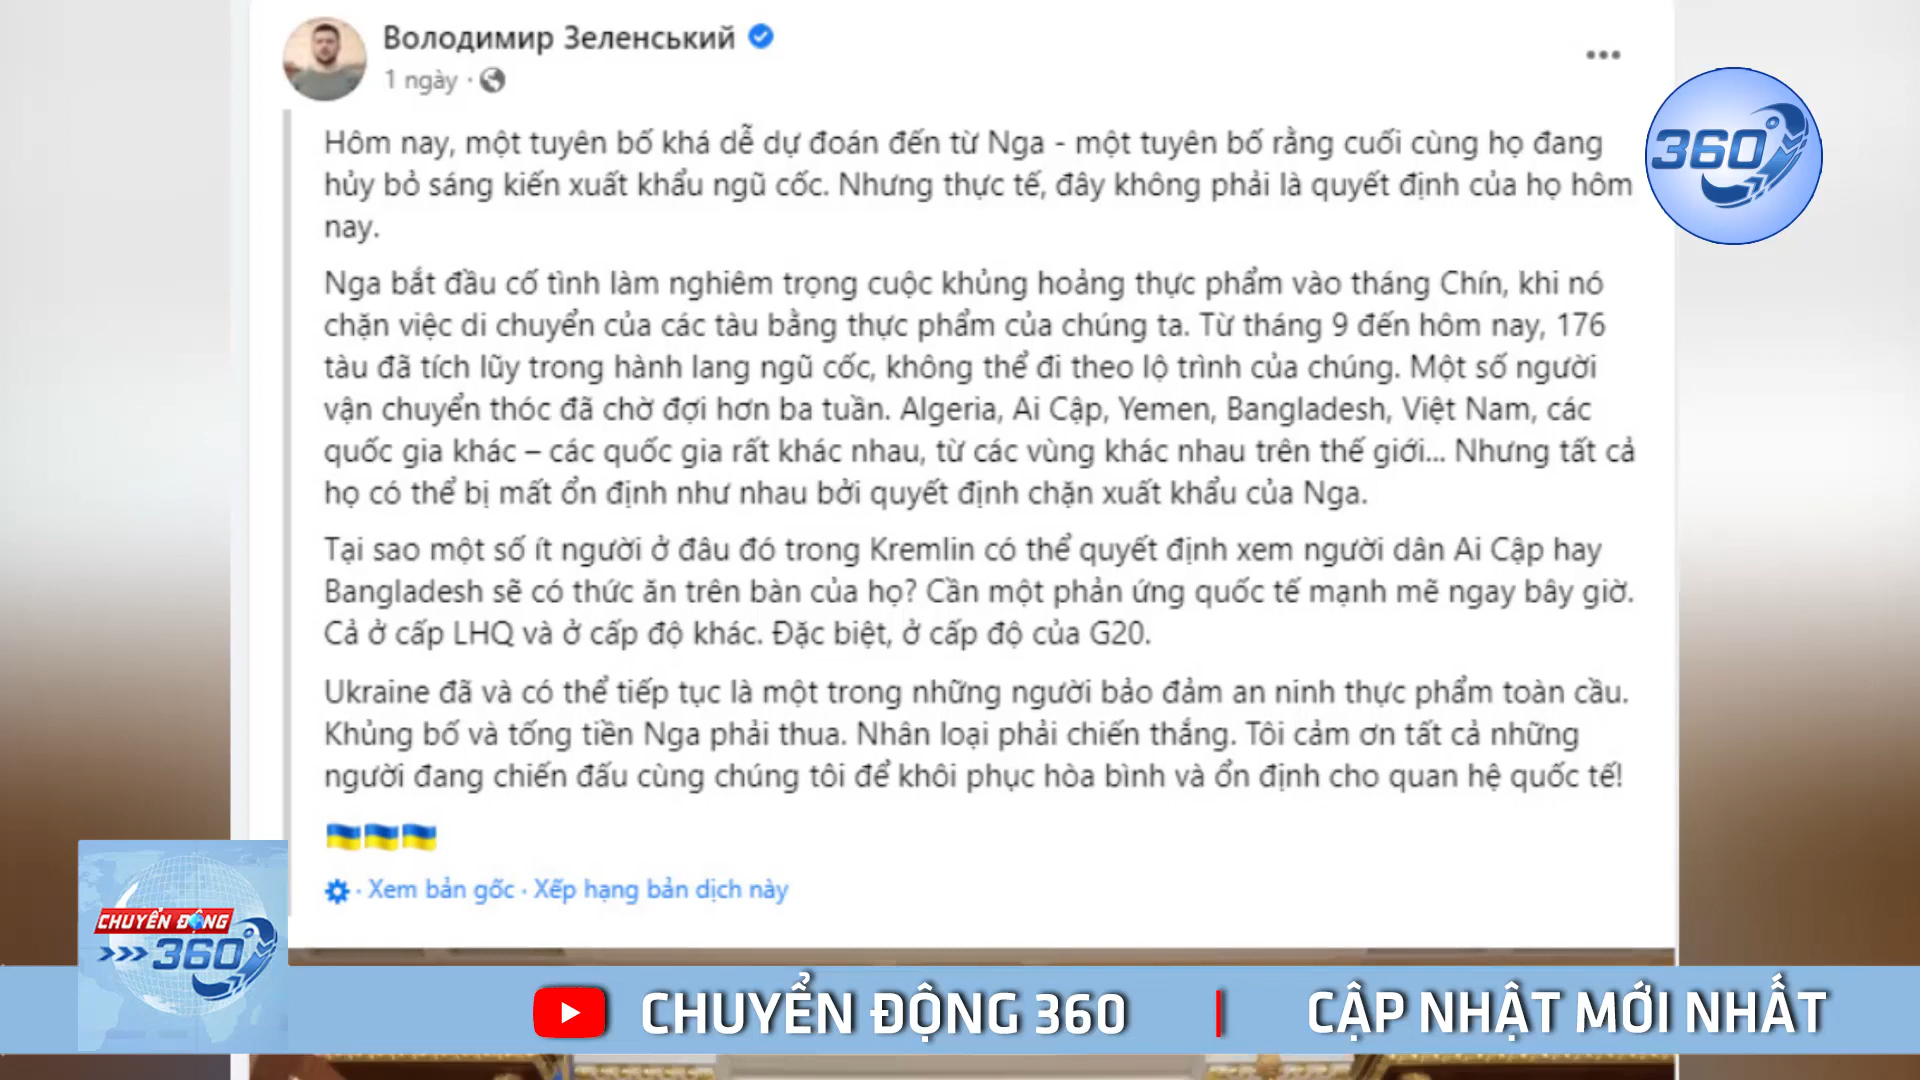 Володимир Зеленський
1 ngày ·
360°
Hôm nay, một tuyên bố khá dễ dự đoán đến từ Nga - một tuyên bố rằng cuối cùng họ đang
hủy bỏ sáng kiến xuất khẩu ngũ cốc. Nhưng thực tế, đây không phải là quyết định của họ hôm
nay.
Nga bắt đầu cố tình làm nghiêm trọng cuộc khủng hoảng thực phẩm vào tháng Chín, khi nó
chặn việc di chuyển của các tàu bằng thực phẩm của chúng ta. Từ tháng 9 đến hôm nay, 176
tàu đã tích lũy trong hành lang ngũ cốc, không thể đi theo lộ trình của chúng. Một số người
vận chuyển thóc đã chờ đợi hơn ba tuần. Algeria, Ai Cập, Yemen, Bangladesh, Việt Nam, các
quốc gia khác – các quốc gia rất khác nhau, từ các vùng khác nhau trên thế giới... Nhưng tất cả
họ có thể bị mất ổn định như nhau bởi quyết định chặn xuất khẩu của Nga.
Tại sao một số ít người ở đâu đó trong Kremlin có thể quyết định xem người dân Ai Cập hay
Bangladesh sẽ có thức ăn trên bàn của họ? Cần một phản ứng quốc tế mạnh mẽ ngay bây giờ.
Cả ở cấp LHQ và ở cấp độ khác. Đặc biệt, ở cấp độ của G20.
Ukraine đã và có thể tiếp tục là một trong những người bảo đảm an ninh thực phẩm toàn cầu.
Khủng bố và tống tiền Nga phải thua. Nhân loại phải chiến thắng. Tôi cảm ơn tất cả những
người đang chiến đấu cùng chúng tôi để khôi phục hòa bình và ổn định cho quan hệ quốc tế!
· Xem bản gốc · Xếp hạng bản dịch này
CHUYỂN ĐỘNG
>>> 360°
CHUYỂN ĐỘNG 360 | CẬP NHẬT MỚI NHẤT